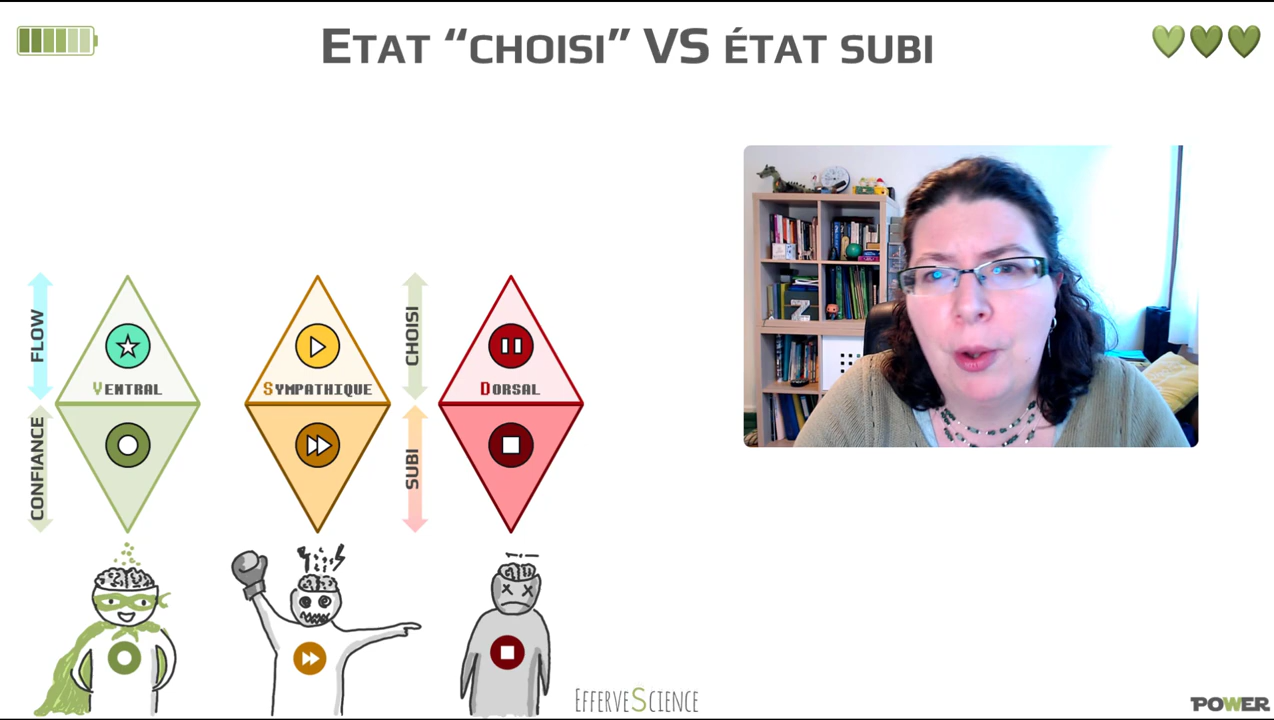 ETAT “CHOISI” VS ÉTAT SUBI
FLOW
CHOISI
VENTRAL
SYMPATHIQUE
DORSAL
CONFIANCE
SUBI
EFFERVESCIENCE
POWER